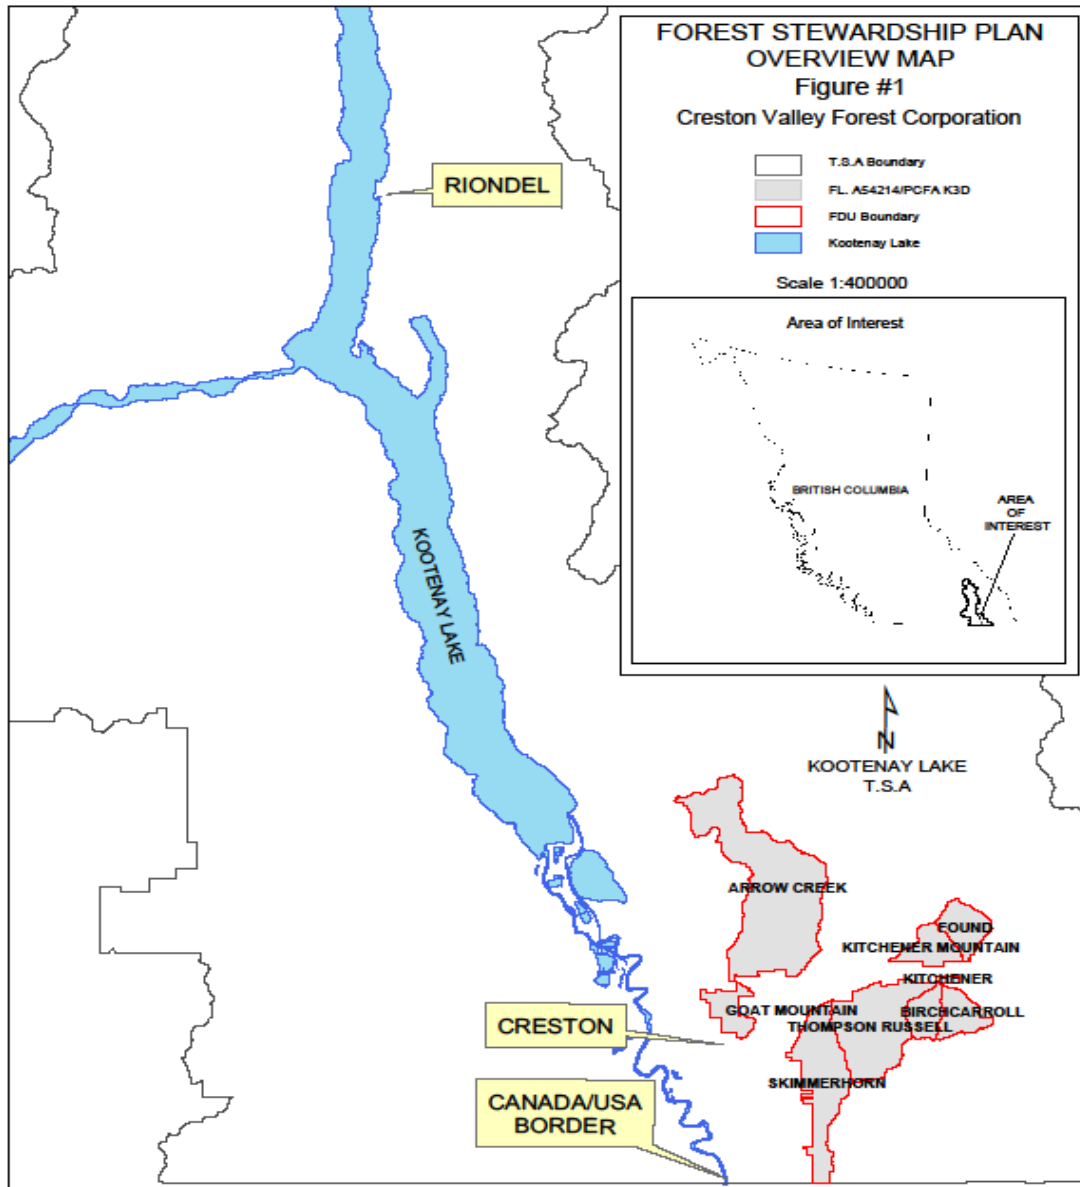 FOREST STEWARDSHIP PLAN
OVERVIEW MAP
Figure #1
Creston Valley Forest Corporation
T.S.A Boundary
FL. A54214/PCFA K3D
FDU Boundary
Kootenay Lake
Scale 1:400000
Area of Interest
BRITISH COLUMBIA
AREA
OF
INTEREST
RIONDEL
KOOTENAY LAKE
N
KOOTENAY LAKE
T.S.A
ARROW CREEK
FOUND
KITCHENER MOUNTAIN
KITCHENER
GOAT MOUNTAIN
BIRCH
CARROLL
THOMPSON RUSSELL
SKIMMERHORN
CRESTON
CANADA/USA
BORDER